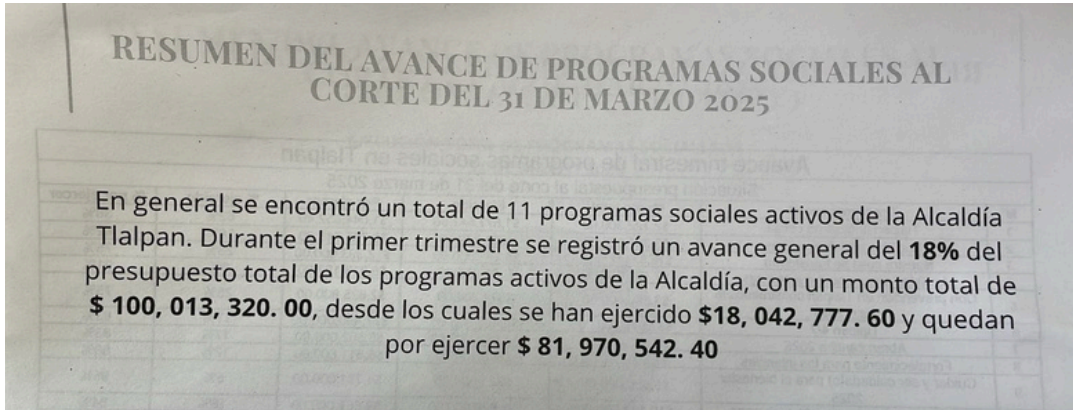 RESUMEN DEL AVANCE DE PROGRAMAS SOCIALES AL
CORTE DEL 31 DE MARZO 2025
En general se encontró un total de 11 programas sociales activos de la Alcaldía
Tlalpan. Durante el primer trimestre se registró un avance general del 18% del
presupuesto total de los programas activos de la Alcaldía, con un monto total de
$ 100, 013, 320. 00, desde los cuales se han ejercido $18, 042, 777. 60 y quedan
por ejercer $ 81, 970, 542. 40